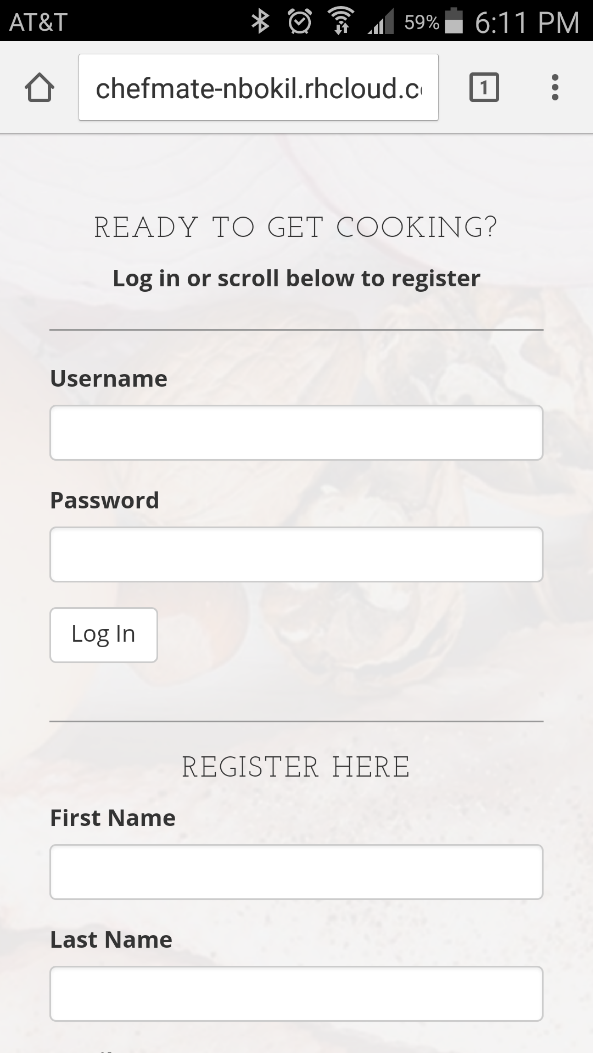 AT&T 59% 6:11 PM
chefmate-nbokil.rhcloud.c
1
READY TO GET COOKING?
Log in or scroll below to register
Username
Password
Log In
REGISTER HERE
First Name
Last Name